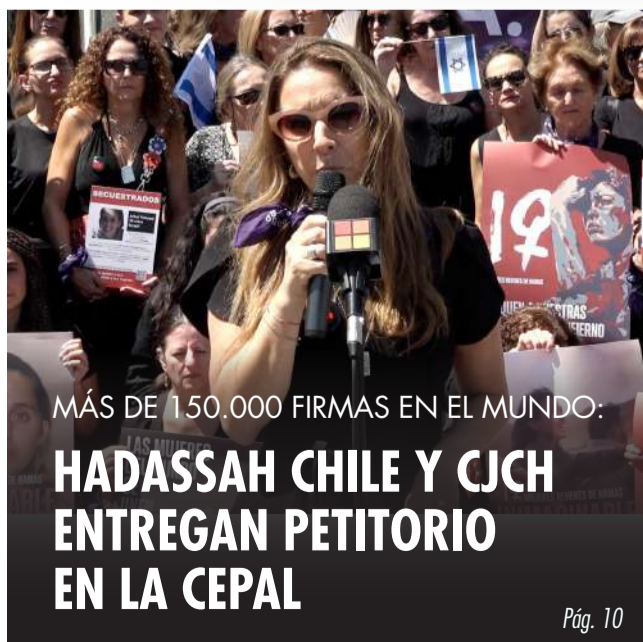 SECUESTRADOS
19
MÁS DE 150.000 FIRMAS EN EL MUNDO:
LAS MUJERES
HADASSAH CHILE Y CJCH
ENTREGAN PETITORIO
EN LA CEPAL
Pág. 10